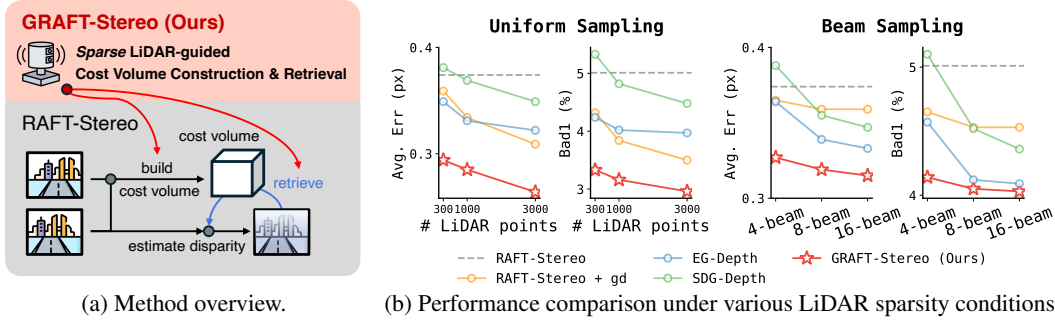 GRAFT-Stereo (Ours)
Sparse LiDAR-guided
Cost Volume Construction & Retrieval
RAFT-Stereo
cost volume
build
cost volume
retrieve
estimate disparity
(a) Method overview.
Uniform Sampling
Avg. Err (px)
0.4
0.3
300 1000 3000
# LiDAR points
Bad1 (%)
5
4
3
300 1000 3000
# LiDAR points
Beam Sampling
Avg. Err (px)
0.4
0.3
4-beam 8-beam 16-beam
Bad1 (%)
5
4
4-beam 8-beam 16-beam
RAFT-Stereo
RAFT-Stereo + gd
EG-Depth
SDG-Depth
GRAFT-Stereo (Ours)
(b) Performance comparison under various LiDAR sparsity conditions